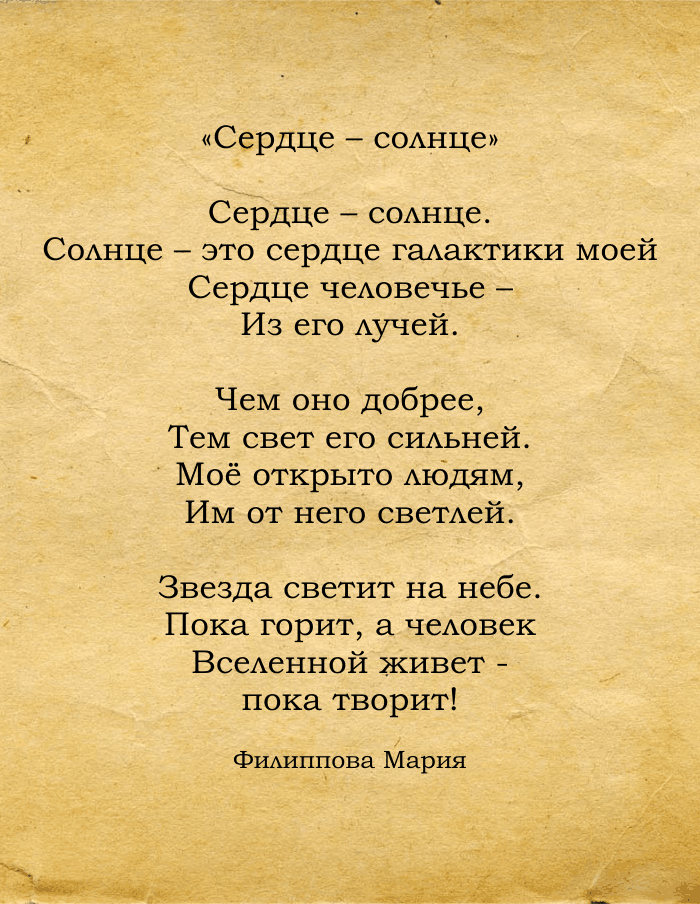 «Сердце – солнце»
Сердце – солнце.
Солнце – это сердце галактики моей
Сердце человечье –
Из его лучей.
Чем оно добрее,
Тем свет его сильней.
Моё открыто людям,
Им от него светлей.
Звезда светит на небе.
Пока горит, а человек
Вселенной живет -
пока творит!
Филиппова Мария